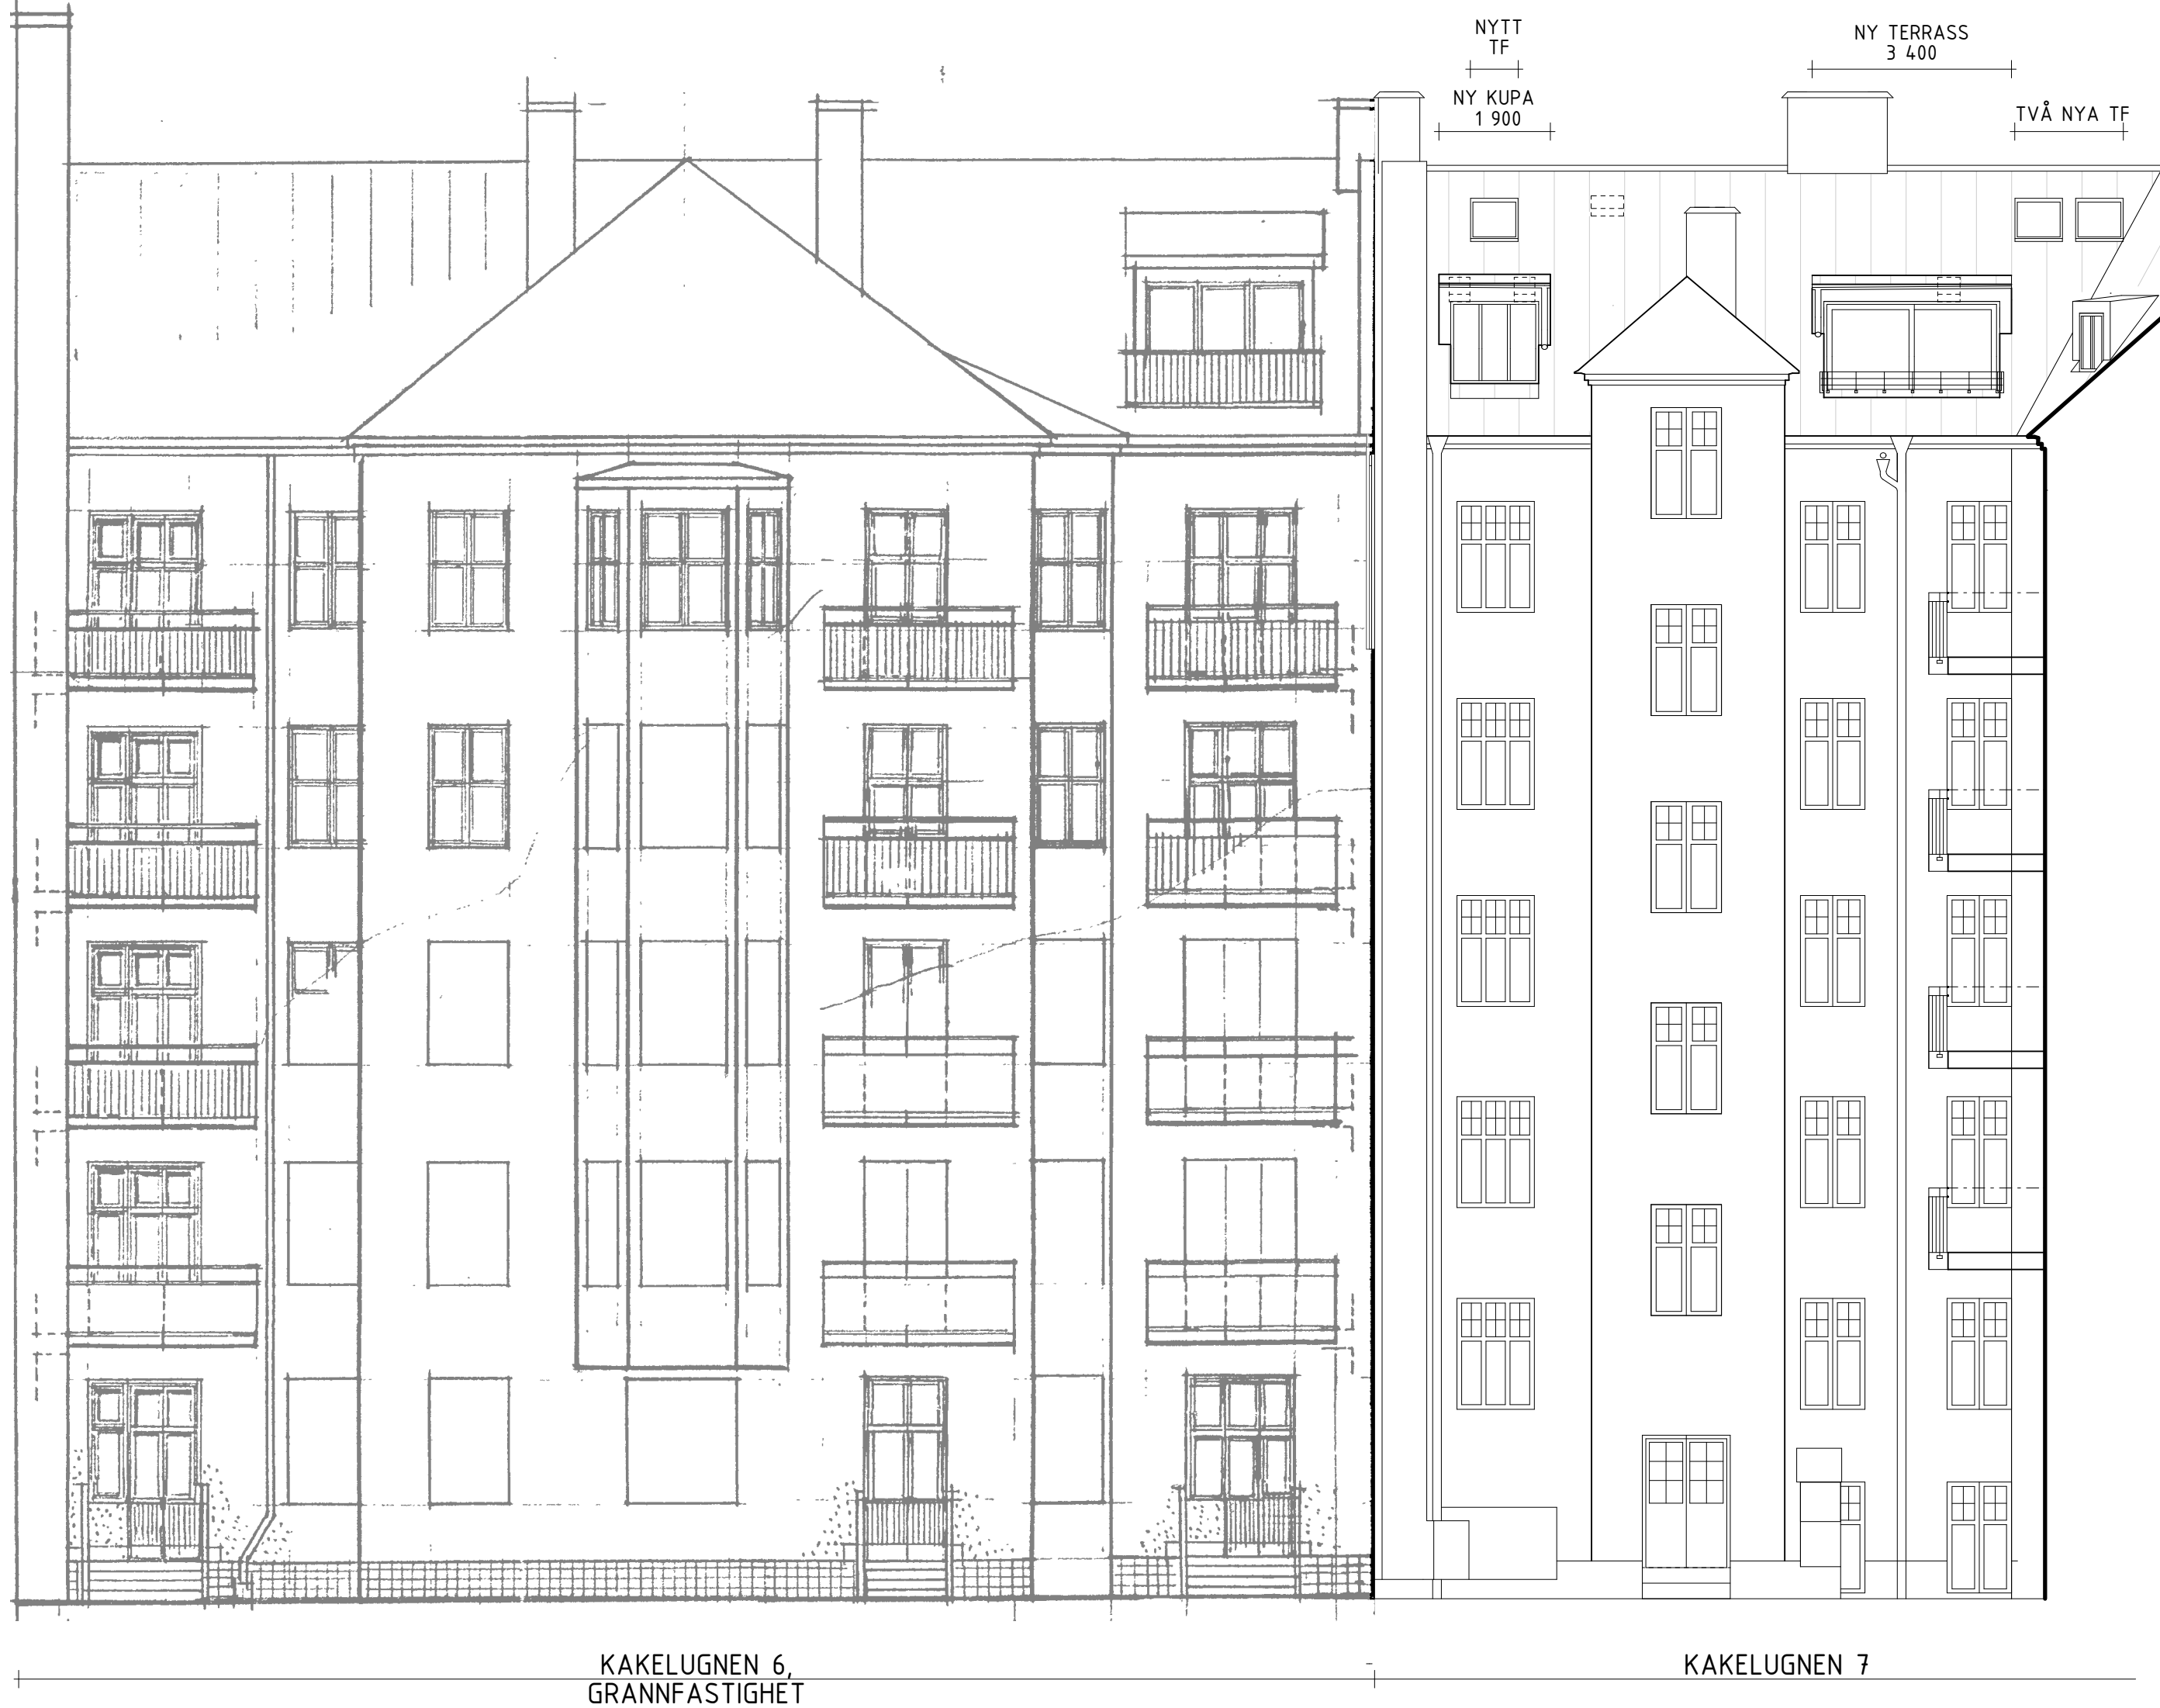 NYTT
TF
NY TERRASS
3 400
NY KUPA
1 900
TVÅ NYA TF
KAKELUGNEN 6,
GRANNFASTIGHET
KAKELUGNEN 7